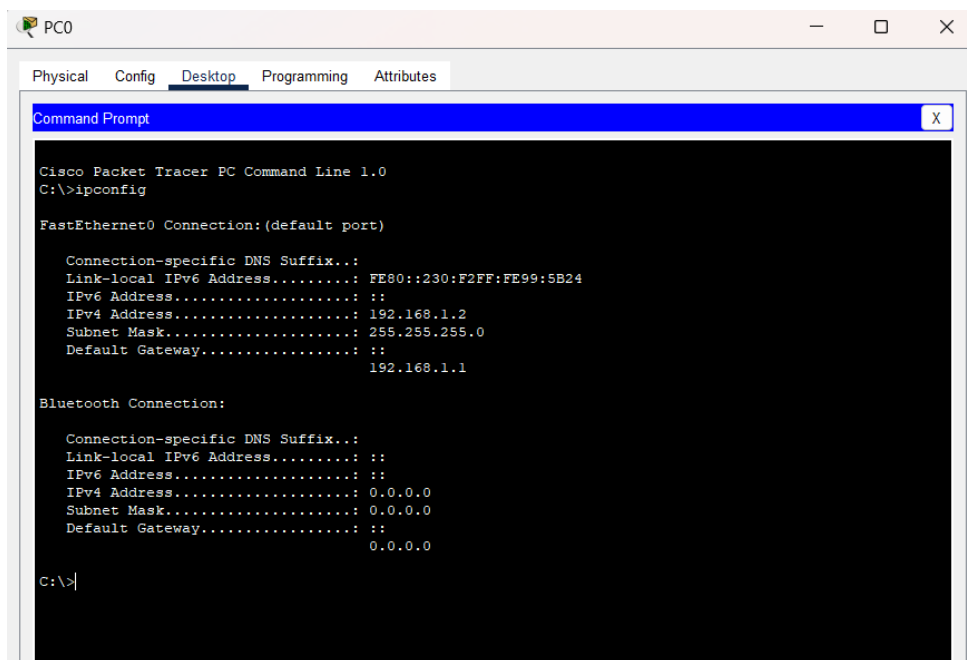 PC0
Physical Config Desktop Programming Attributes
Command Prompt
X
Cisco Packet Tracer PC Command Line 1.0
C:\>ipconfig
FastEthernet0 Connection:(default port)
Connection-specific DNS Suffix..:
Link-local IPv6 Address.........: FE80::230:F2FF:FE99:5B24
IPv6 Address....................: ::
IPv4 Address....................: 192.168.1.2
Subnet Mask.....................: 255.255.255.0
Default Gateway.................: ::
192.168.1.1
Bluetooth Connection:
Connection-specific DNS Suffix..:
Link-local IPv6 Address.........: ::
IPv6 Address....................: ::
IPv4 Address....................: 0.0.0.0
Subnet Mask.....................: 0.0.0.0
Default Gateway.................: ::
0.0.0.0
C:\>